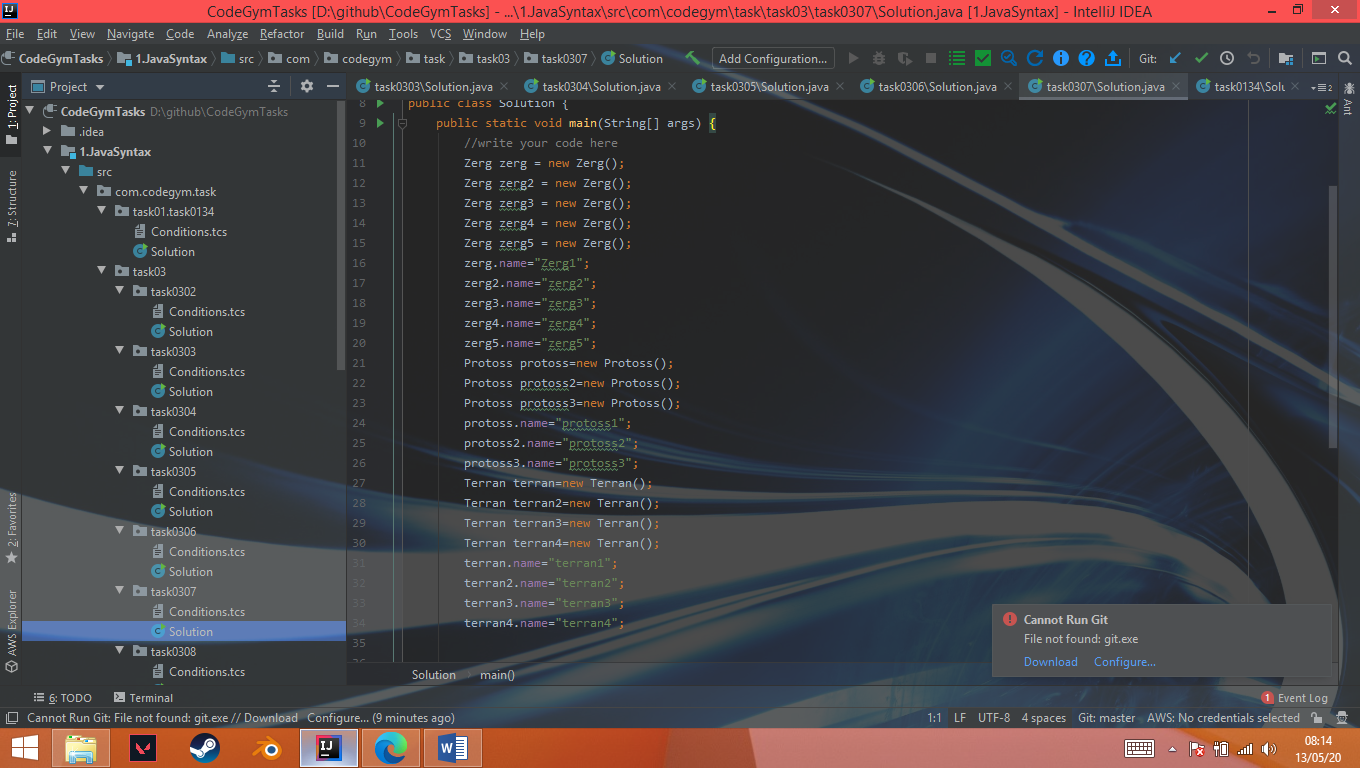 CodeGymTasks [D:\github\CodeGymTasks] - ...\1.JavaSyntax\src\com\codegym\task\task03\task0307\Solution.java [1.JavaSyntax] - IntelliJ IDEA
File Edit View Navigate Code Analyze Refactor Build Run Tools VCS Window Help
CodeGymTasks 1.JavaSyntax src com codegym task task03 task0307 Solution Add Configuration... Git:
Project
task0303\Solution.java task0304\Solution.java task0305\Solution.java task0306\Solution.java task0307\Solution.java task0134\Solu
1: Project
7: Structure
2: Favorites
AWS Explorer
Ant
CodeGymTasks D:\github\CodeGymTasks
.idea
1.JavaSyntax
src
com.codegym.task
task01.task0134
Conditions.tcs
Solution
task03
task0302
Conditions.tcs
Solution
task0303
Conditions.tcs
Solution
task0304
Conditions.tcs
Solution
task0305
Conditions.tcs
Solution
task0306
Conditions.tcs
Solution
task0307
Conditions.tcs
Solution
task0308
Conditions.tcs
8 public class Solution {
9 public static void main(String[] args) {
10 //write your code here
11 Zerg zerg = new Zerg();
12 Zerg zerg2 = new Zerg();
13 Zerg zerg3 = new Zerg();
14 Zerg zerg4 = new Zerg();
15 Zerg zerg5 = new Zerg();
16 zerg.name="Zerg1";
17 zerg2.name="zerg2";
18 zerg3.name="zerg3";
19 zerg4.name="zerg4";
20 zerg5.name="zerg5";
21 Protoss protoss=new Protoss();
22 Protoss protoss2=new Protoss();
23 Protoss protoss3=new Protoss();
24 protoss.name="protoss1";
25 protoss2.name="protoss2";
26 protoss3.name="protoss3";
27 Terran terran=new Terran();
28 Terran terran2=new Terran();
29 Terran terran3=new Terran();
30 Terran terran4=new Terran();
31 terran.name="terran1";
32 terran2.name="terran2";
33 terran3.name="terran3";
34 terran4.name="terran4";
35
Cannot Run Git
File not found: git.exe
Download Configure...
Solution main()
6: TODO Terminal 1 Event Log
Cannot Run Git: File not found: git.exe // Download Configure... (9 minutes ago) 1:1 LF UTF-8 4 spaces Git: master AWS: No credentials selected
08:14
13/05/20